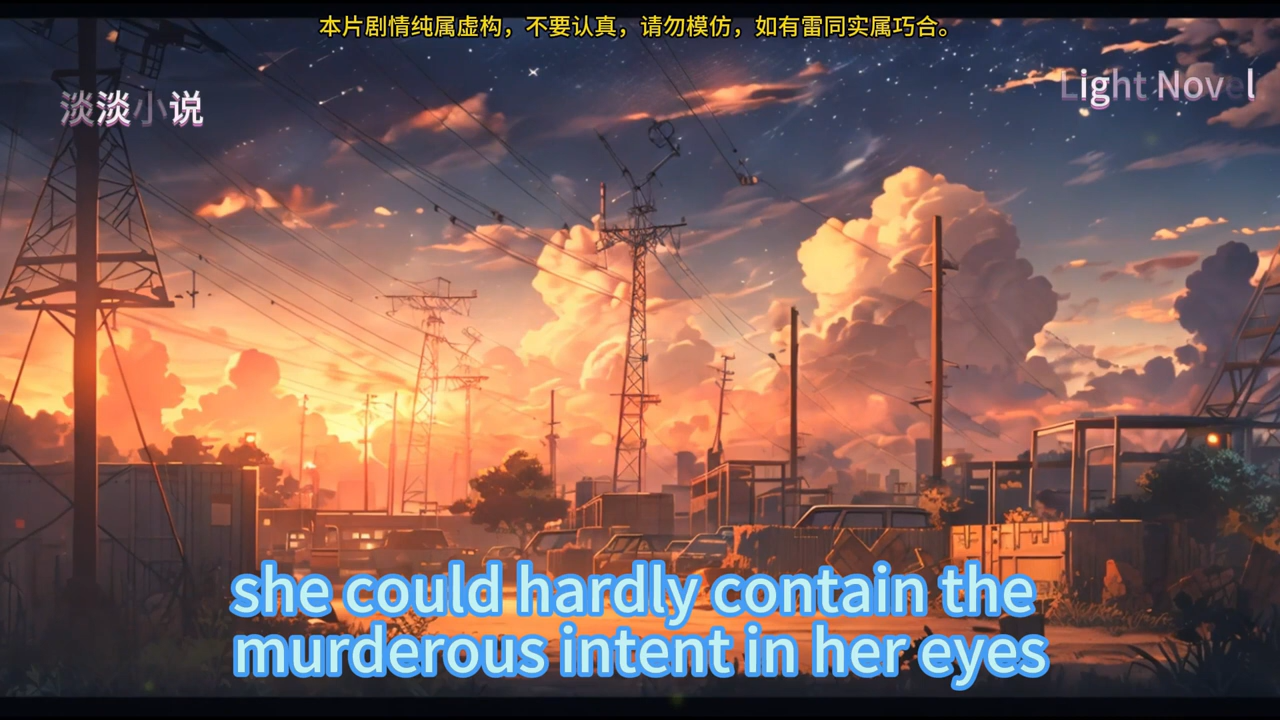 本片剧情纯属虚构，不要认真，请勿模仿，如有雷同实属巧合。
淡淡小说
Light Novel
she could hardly contain the
murderous intent in her eyes